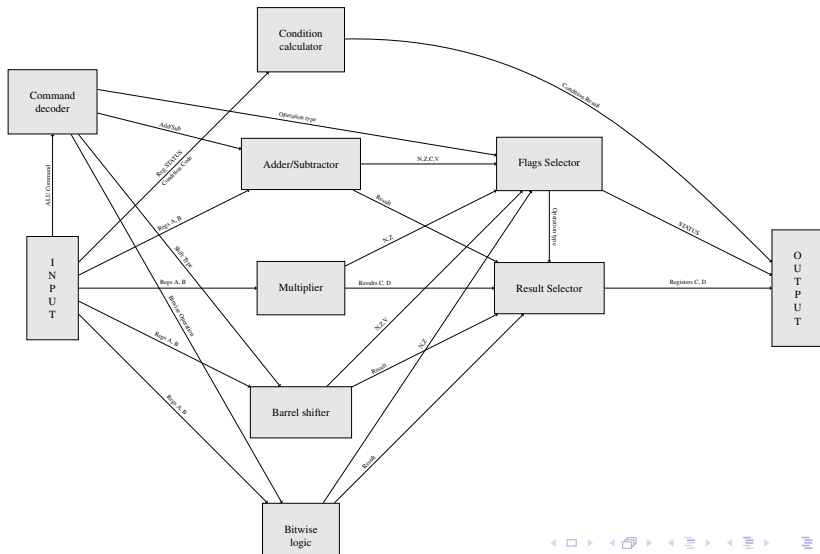 Condition
calculator
Command
decoder
Condition Result
Operation type
Add/Sub
Reg STATUS
Condition Code
Adder/Subtractor
N,Z,C,V
Flags Selector
ALU Command
Regs A, B
Result
Operation type
STATUS
I
N
P
U
T
Shift Type
N,Z
O
U
T
P
U
T
Regs A, B
Multiplier
Results C, D
Result Selector
Registers C, D
Bitwise Operation
Regs A, B
N,Z,V
N,Z
Result
Regs A, B
Barrel shifter
Result
Bitwise
logic